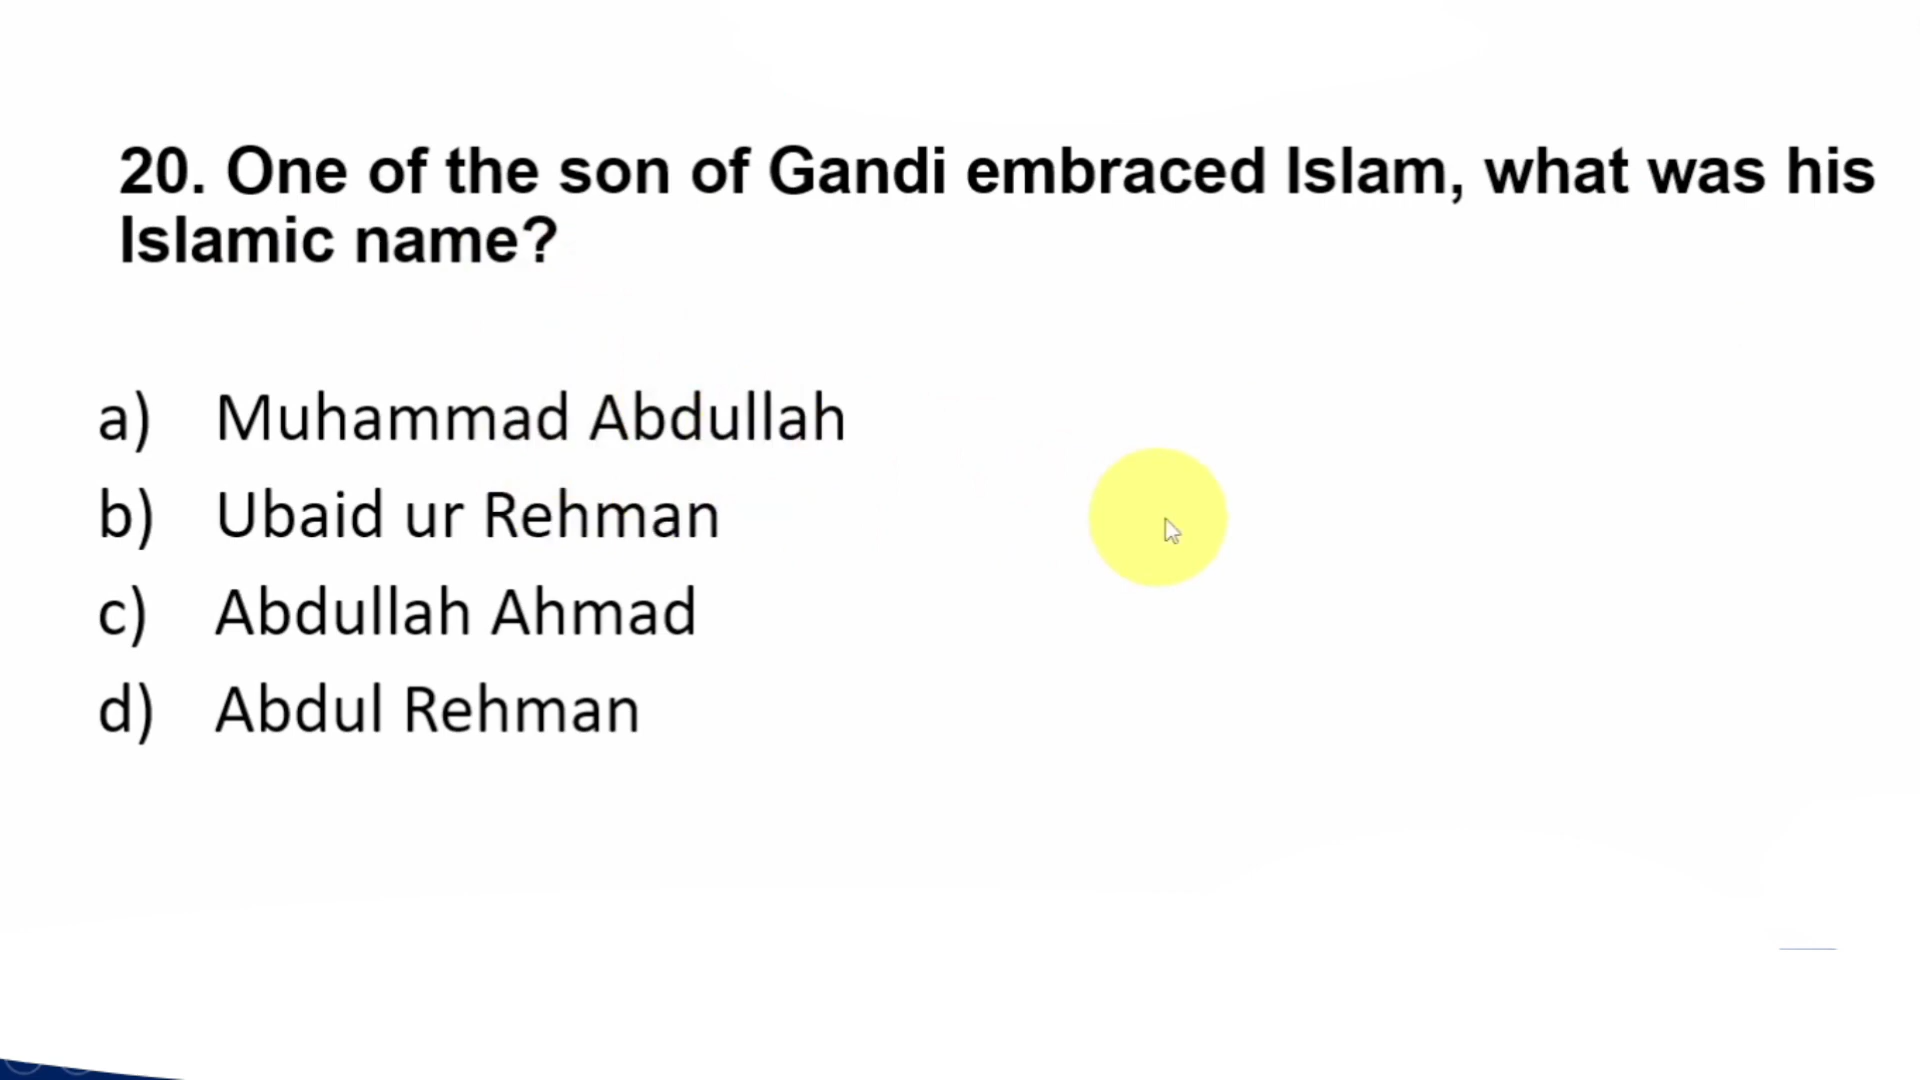 20. One of the son of Gandi embraced Islam, what was his
Islamic name?
a) Muhammad Abdullah
b) Ubaid ur Rehman
c) Abdullah Ahmad
d) Abdul Rehman